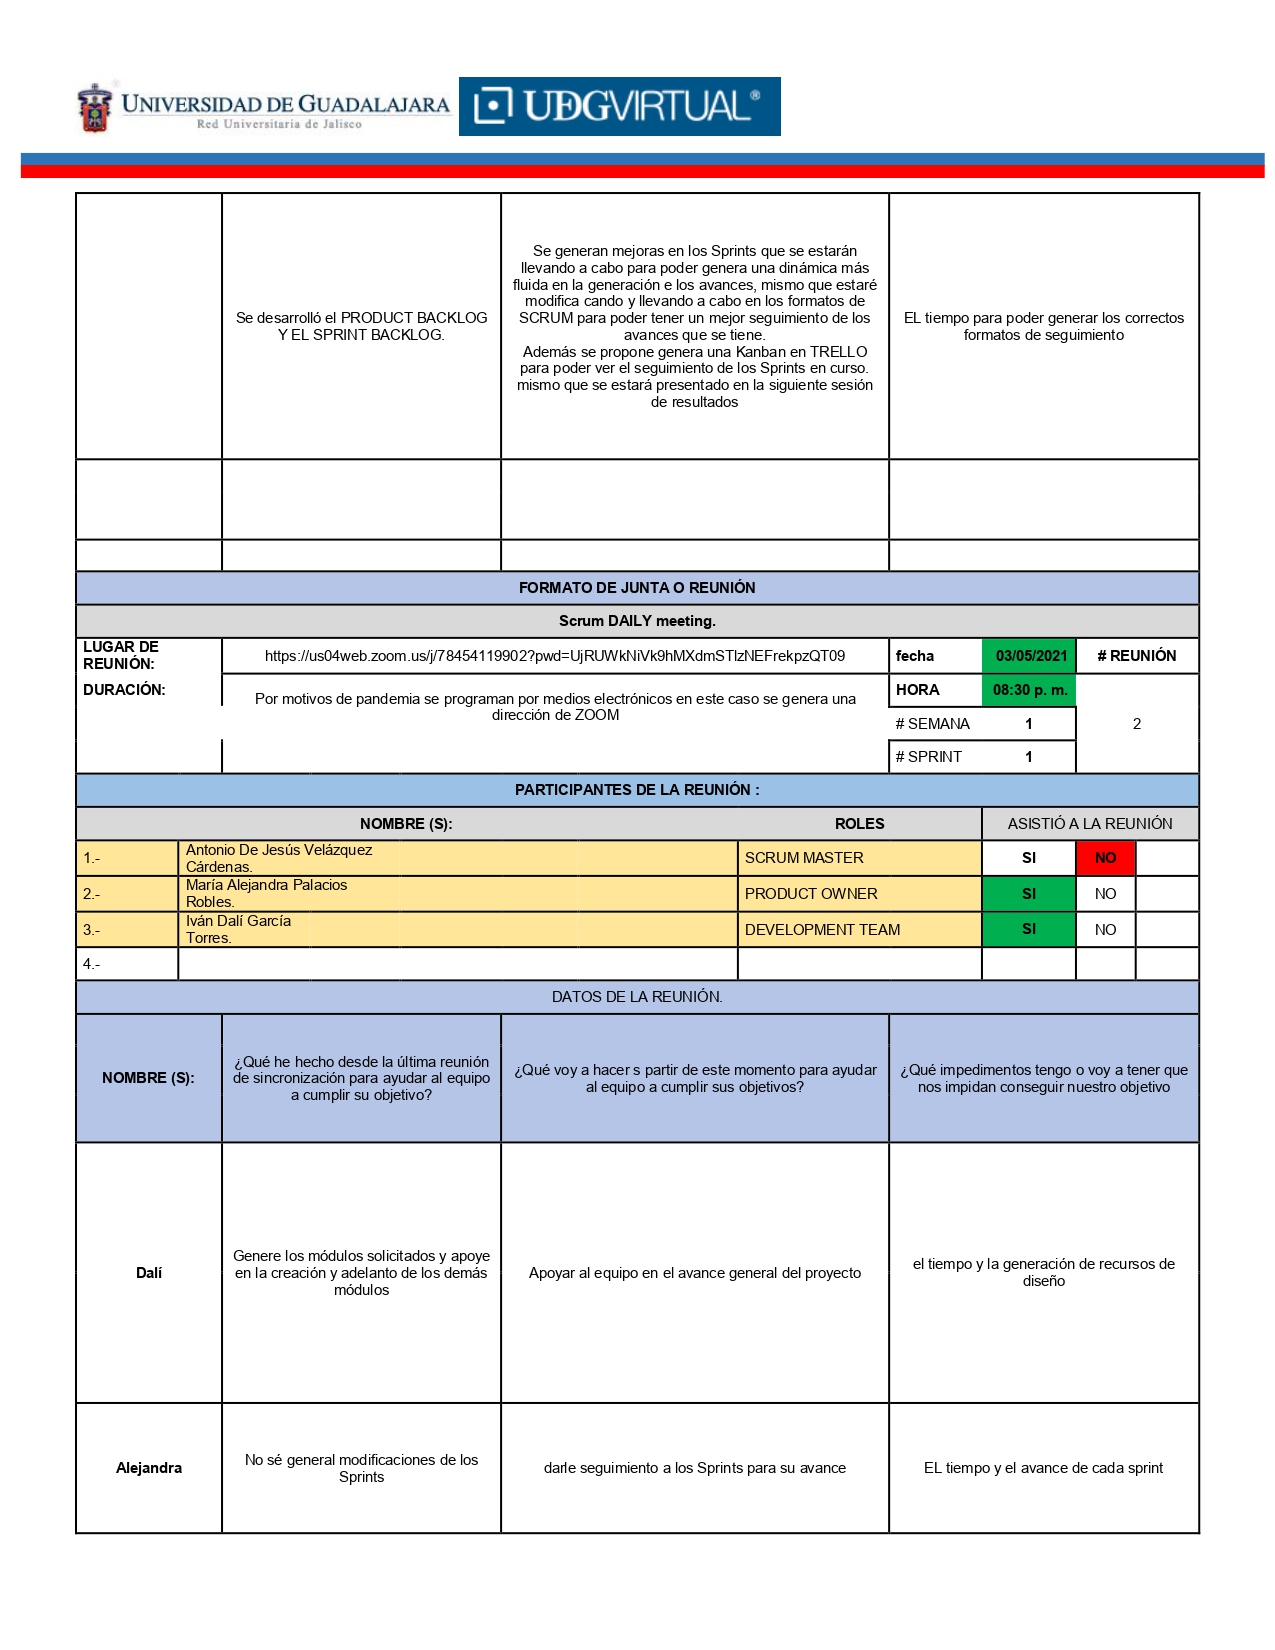 UNIVERSIDAD DE GUADALAJARA
Red Universitaria de Jalisco
UDGVIRTUAL®
Se desarrolló el PRODUCT BACKLOG
Y EL SPRINT BACKLOG.
Se generan mejoras en los Sprints que se estarán
llevando a cabo para poder genera una dinámica más
fluida en la generación e los avances, mismo que estaré
modifica cando y llevando a cabo en los formatos de
SCRUM para poder tener un mejor seguimiento de los
avances que se tiene.
Además se propone genera una Kanban en TRELLO
para poder ver el seguimiento de los Sprints en curso.
mismo que se estará presentado en la siguiente sesión
de resultados
EL tiempo para poder generar los correctos
formatos de seguimiento
FORMATO DE JUNTA O REUNIÓN
Scrum DAILY meeting.
LUGAR DE
REUNIÓN:
https://us04web.zoom.us/j/78454119902?pwd=UjRUWkNiVk9hMXdmSTlzNEFrekpzQT09
fecha
03/05/2021
# REUNIÓN
DURACIÓN:
Por motivos de pandemia se programan por medios electrónicos en este caso se genera una
dirección de ZOOM
HORA
08:30 p. m.
# SEMANA
1
2
# SPRINT
1
PARTICIPANTES DE LA REUNIÓN :
NOMBRE (S):
ROLES
ASISTIÓ A LA REUNIÓN
1.-
Antonio De Jesús Velázquez
Cárdenas.
SCRUM MASTER
SI
NO
2.-
María Alejandra Palacios
Robles.
PRODUCT OWNER
SI
NO
3.-
Iván Dalí García
Torres.
DEVELOPMENT TEAM
SI
NO
4.-
DATOS DE LA REUNIÓN.
NOMBRE (S):
¿Qué he hecho desde la última reunión
de sincronización para ayudar al equipo
a cumplir su objetivo?
¿Qué voy a hacer s partir de este momento para ayudar
al equipo a cumplir sus objetivos?
¿Qué impedimentos tengo o voy a tener que
nos impidan conseguir nuestro objetivo
Dalí
Genere los módulos solicitados y apoye
en la creación y adelanto de los demás
módulos
Apoyar al equipo en el avance general del proyecto
el tiempo y la generación de recursos de
diseño
Alejandra
No sé general modificaciones de los
Sprints
darle seguimiento a los Sprints para su avance
EL tiempo y el avance de cada sprint